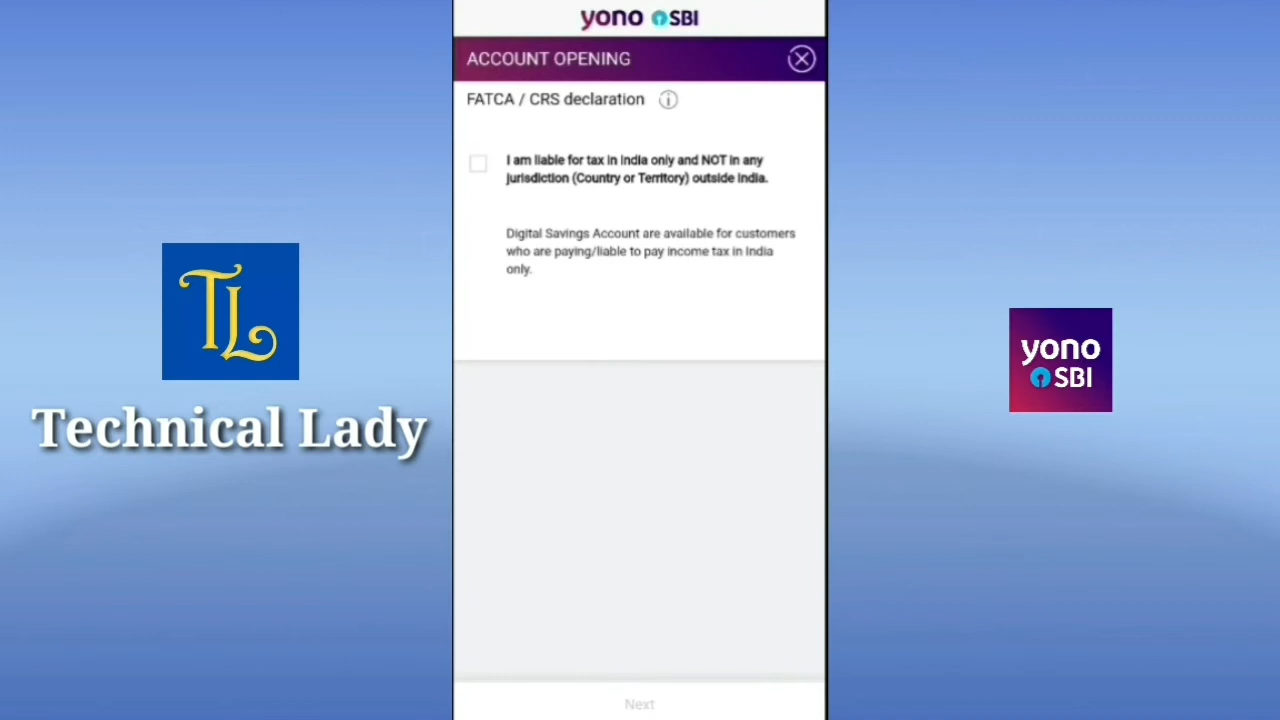 yono SBI
ACCOUNT OPENING
FATCA / CRS declaration
I am liable for tax in India only and NOT in any
jurisdiction (Country or Territory) outside India.
Digital Savings Account are available for customers
who are paying/liable to pay income tax in India
only.
Next
TL
Technical Lady
yono
SBI